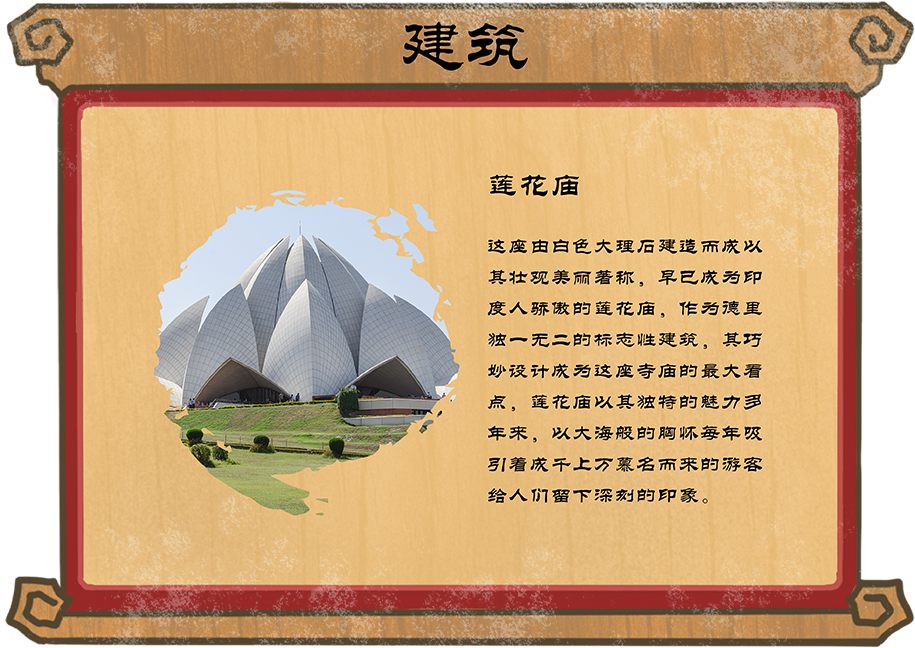 建筑
莲花庙
这座由白色大理石建造而成以
其壮观美丽著称，早已成为印
度人骄傲的莲花庙，作为德里
独一无二的标志性建筑，其巧
妙设计成为这座寺庙的最大看
点，莲花庙以其独特的魅力多
年来，以大海般的胸怀每年吸
引着成千上万慕名而来的游客
给人们留下深刻的印象。